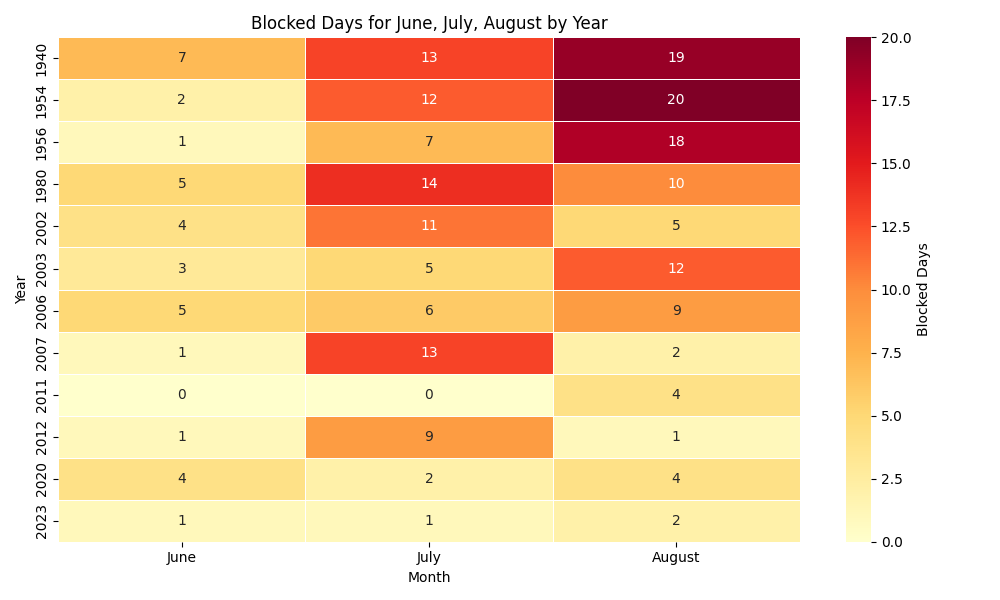 Blocked Days for June, July, August by Year
1940 7 13 19
1954 2 12 20
1956 1 7 18
1980 5 14 10
2002 4 11 5
2003 3 5 12
2006 5 6 9
2007 1 13 2
2011 0 0 4
2012 1 9 1
2020 4 2 4
2023 1 1 2
June July August
Month
Year
20.0
17.5
15.0
12.5
10.0
7.5
5.0
2.5
0.0
Blocked Days